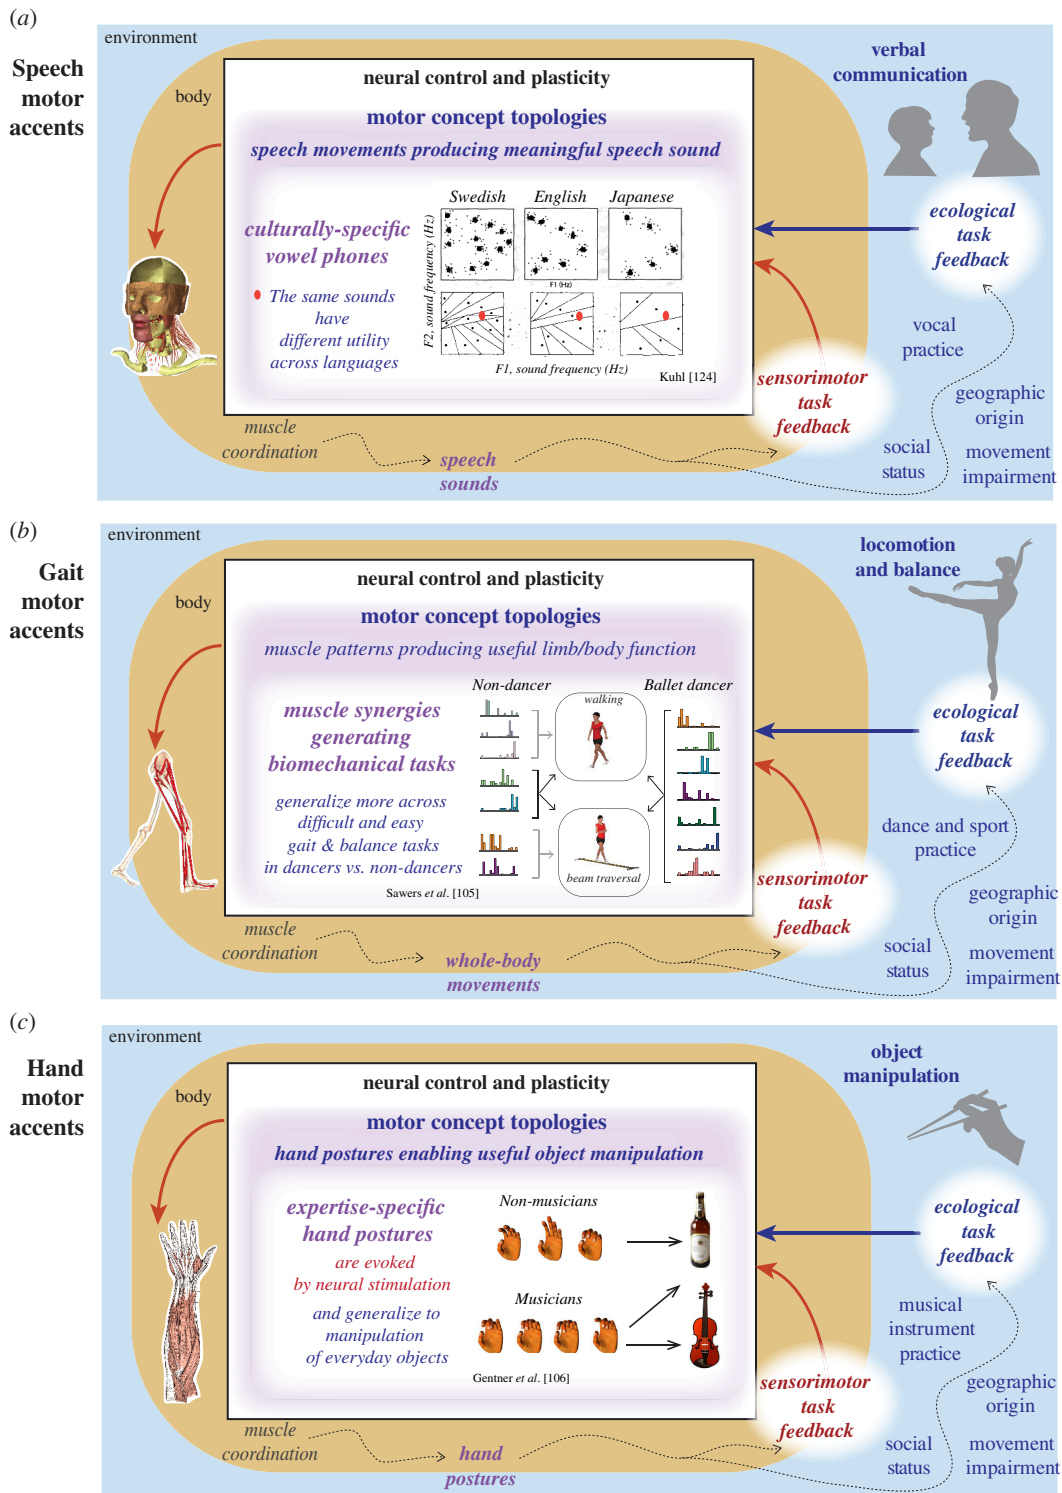 (a)
Speech
motor
accents
environment
body
neural control and plasticity
motor concept topologies
speech movements producing meaningful speech sound
culturally-specific
vowel phones
The same sounds
have
different utility
across languages
Swedish English Japanese
F2, sound frequency (Hz)
F1 (Hz)
F1, sound frequency (Hz)
Kuhl [124]
verbal
communication
ecological
task
feedback
vocal
practice
geographic
origin
sensorimotor
task
feedback
social
status
movement
impairment
muscle
coordination
speech
sounds
(b)
Gait
motor
accents
environment
body
neural control and plasticity
motor concept topologies
muscle patterns producing useful limb/body function
muscle synergies
generating
biomechanical tasks
generalize more across
difficult and easy
gait & balance tasks
in dancers vs. non-dancers
Sawers et al. [105]
Non-dancer
walking
Ballet dancer
beam traversal
locomotion
and balance
ecological
task
feedback
dance and sport
practice
geographic
origin
sensorimotor
task
feedback
social
status
movement
impairment
muscle
coordination
whole-body
movements
(c)
Hand
motor
accents
environment
body
neural control and plasticity
motor concept topologies
hand postures enabling useful object manipulation
expertise-specific
hand postures
are evoked
by neural stimulation
and generalize to
manipulation
of everyday objects
Non-musicians
Musicians
Gentner et al. [106]
object
manipulation
ecological
task
feedback
musical
instrument
practice
geographic
origin
sensorimotor
task
feedback
social
status
movement
impairment
muscle
coordination
hand
postures